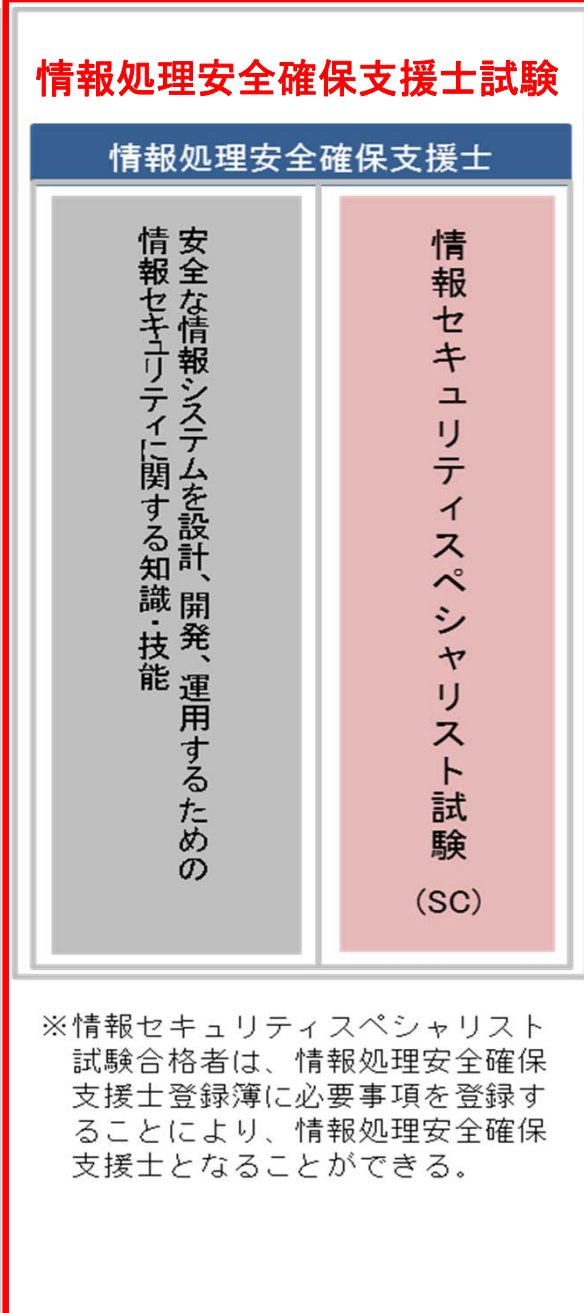 情報処理安全確保支援士試験
情報処理安全確保支援士
安全な情報システムを設計、開発、運用するための
情報セキュリティに関する知識・技能
情報セキュリティスペシャリスト試験
(SC)
※情報セキュリティスペシャリスト
試験合格者は、情報処理安全確保
支援士登録簿に必要事項を登録す
ることにより、情報処理安全確保
支援士となることができる。